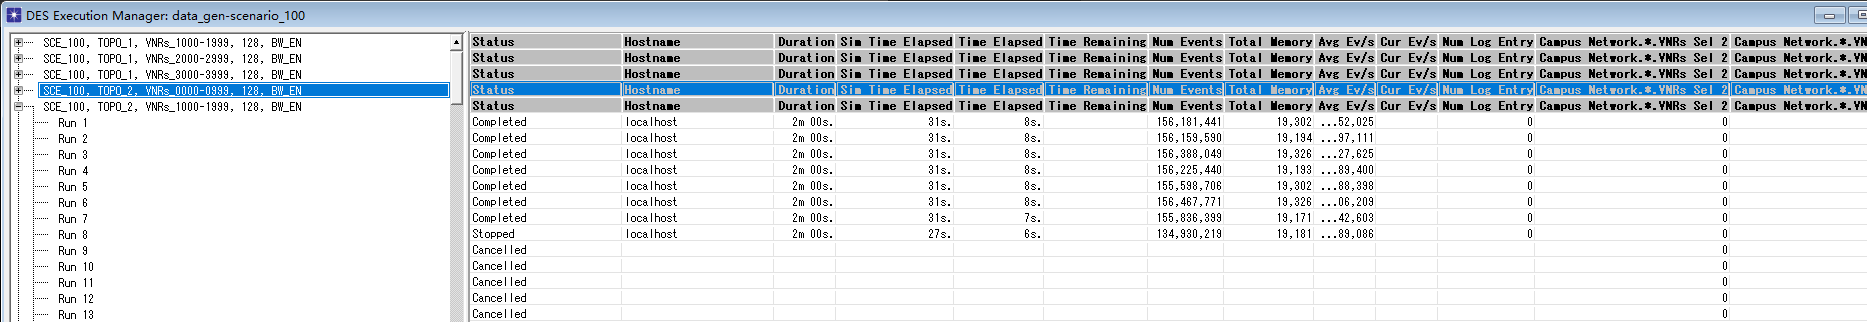 DES Execution Manager: data_gen-scenario_100
SCE_100, TOPO_1, VNRs_1000-1999, 128, BW_EN Status Hostname Duration Sim Time Elapsed Time Elapsed Time Remaining Num Events Total Memory Avg Ev/s Cur Ev/s Num Log Entry Campus Network.*.VNRs Sel 2 Campus Network.*.VN
SCE_100, TOPO_1, VNRs_2000-2999, 128, BW_EN Status Hostname Duration Sim Time Elapsed Time Elapsed Time Remaining Num Events Total Memory Avg Ev/s Cur Ev/s Num Log Entry Campus Network.*.VNRs Sel 2 Campus Network.*.VN
SCE_100, TOPO_1, VNRs_3000-3999, 128, BW_EN Status Hostname Duration Sim Time Elapsed Time Elapsed Time Remaining Num Events Total Memory Avg Ev/s Cur Ev/s Num Log Entry Campus Network.*.VNRs Sel 2 Campus Network.*.VN
SCE_100, TOPO_2, VNRs_0000-0999, 128, BW_EN Status Hostname Duration Sim Time Elapsed Time Elapsed Time Remaining Num Events Total Memory Avg Ev/s Cur Ev/s Num Log Entry Campus Network.*.VNRs Sel 2 Campus Network.*.VN
SCE_100, TOPO_2, VNRs_1000-1999, 128, BW_EN Status Hostname Duration Sim Time Elapsed Time Elapsed Time Remaining Num Events Total Memory Avg Ev/s Cur Ev/s Num Log Entry Campus Network.*.VNRs Sel 2 Campus Network.*.VN
Run 1 Completed localhost 2m 00s. 31s. 8s. 156,181,441 19,302 ...52,025 0 0
Run 2 Completed localhost 2m 00s. 31s. 8s. 156,159,590 19,194 ...97,111 0 0
Run 3 Completed localhost 2m 00s. 31s. 8s. 156,388,049 19,326 ...27,625 0 0
Run 4 Completed localhost 2m 00s. 31s. 8s. 156,225,440 19,193 ...89,400 0 0
Run 5 Completed localhost 2m 00s. 31s. 8s. 155,598,706 19,302 ...88,398 0 0
Run 6 Completed localhost 2m 00s. 31s. 8s. 156,467,771 19,326 ...06,209 0 0
Run 7 Completed localhost 2m 00s. 31s. 7s. 155,836,399 19,171 ...42,603 0 0
Run 8 Stopped localhost 2m 00s. 27s. 6s. 134,930,219 19,181 ...89,086 0 0
Run 9 Cancelled 0
Run 10 Cancelled 0
Run 11 Cancelled 0
Run 12 Cancelled 0
Run 13 Cancelled 0